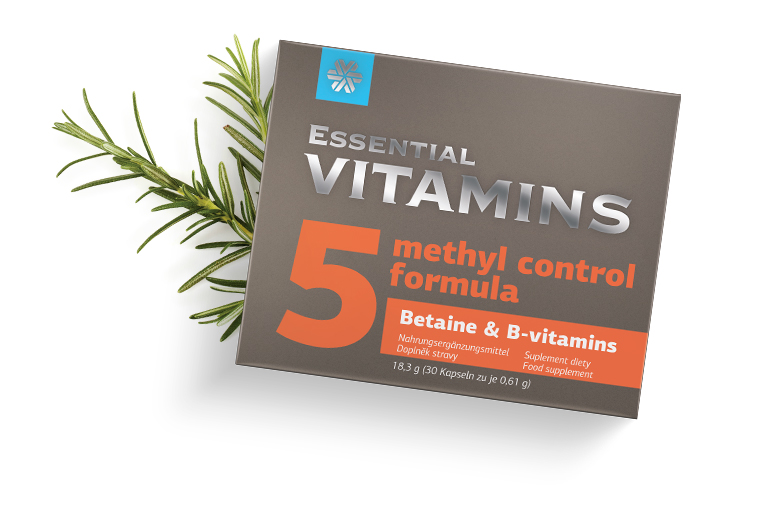 ESSENTIAL
VITAMINS
5
methyl control
formula
Betaine & B-vitamins
Nahrungsergänzungsmittel
Doplněk stravy
Suplement diety
Food supplement
18,3 g (30 Kapseln zu je 0,61 g)